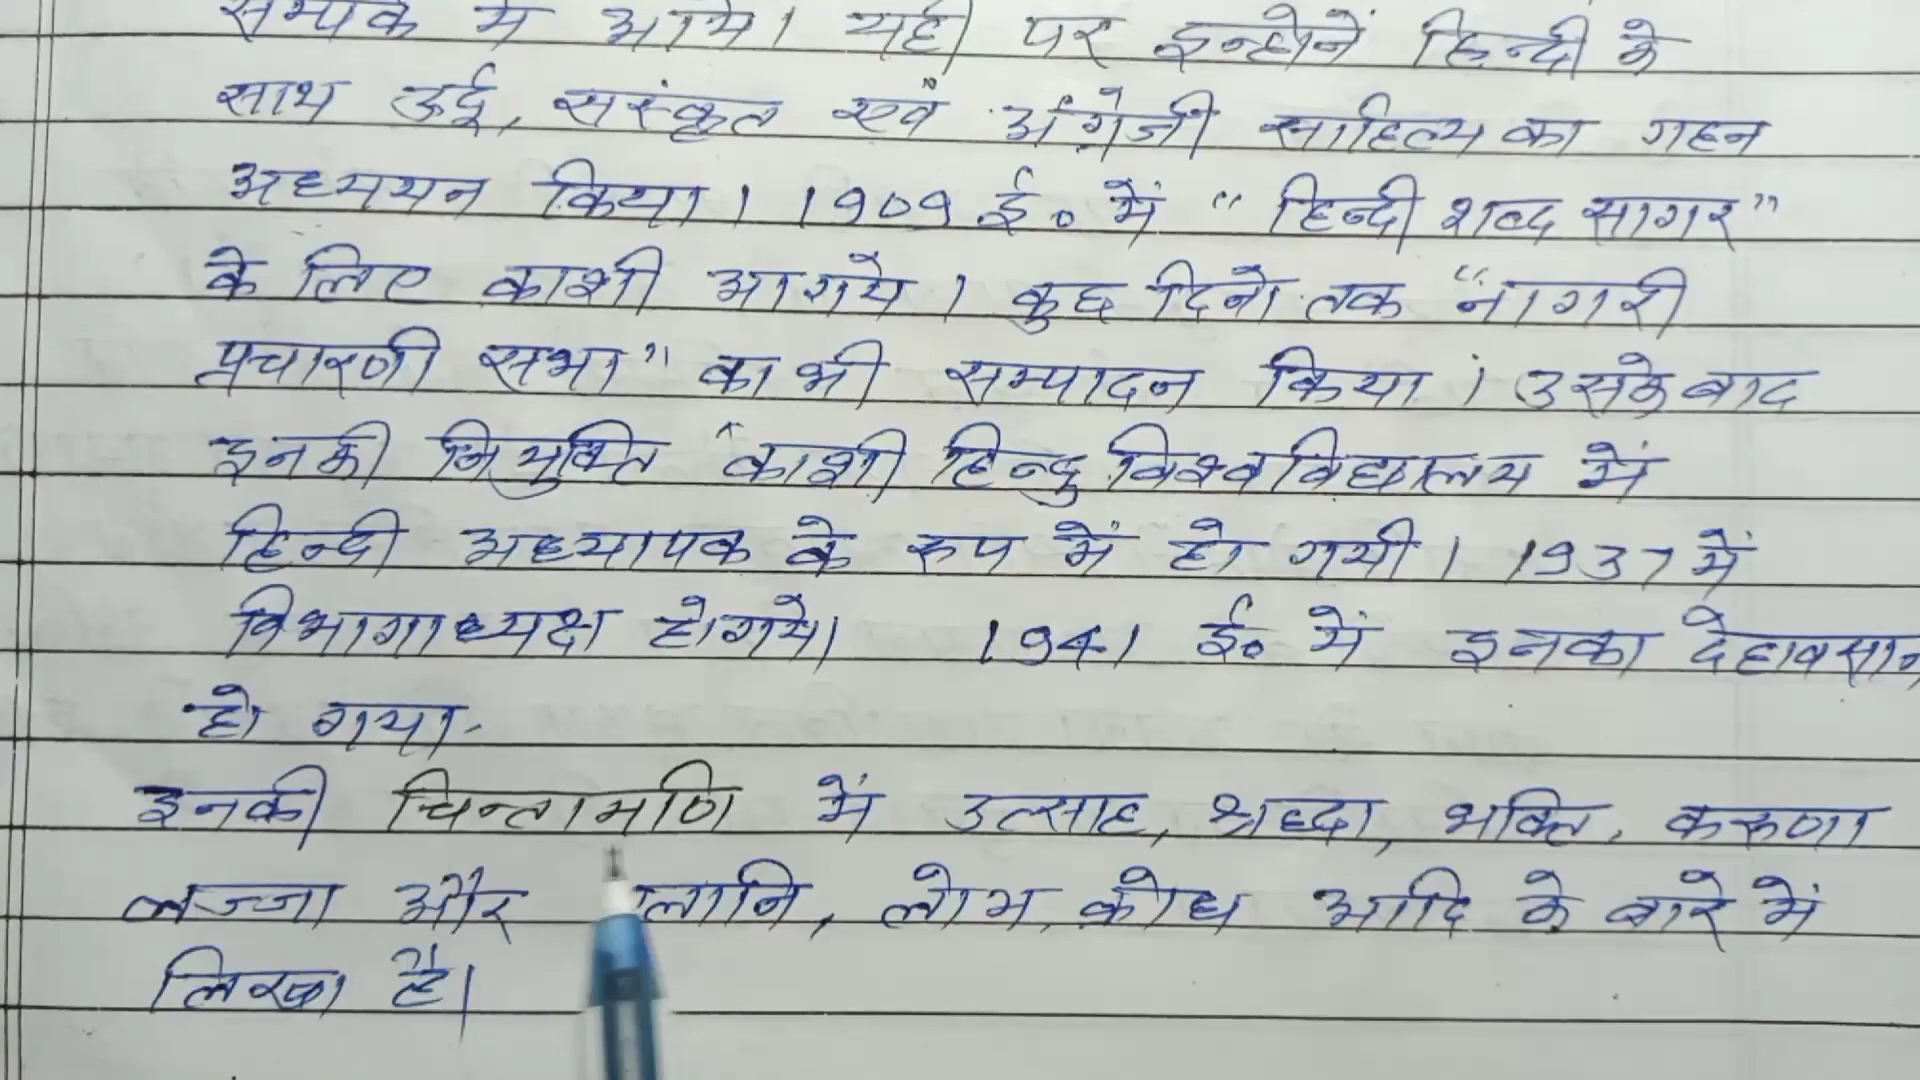 सम्पर्क में आये। यहाँ पर इन्होनें हिन्दी के
साथ उर्दू, संस्कृत एवं अंग्रेजी साहित्य का गहन
अध्ययन किया। 1909 ई० में "हिन्दी शब्द सागर"
के लिए काशी आगये। कुछ दिनो तक "नागरी
प्रचारणी सभा" का भी सम्पादन किया। उसके बाद
इनकी नियुक्ति "काशी हिन्दु विश्वविद्यालय में
हिन्दी अध्यापक के रुप में हो गयी। 1937 में
विभागाध्यक्ष होगये। 1941 ई० में इनका देहावसान
हो गया.
इनकी चिन्तामणि में उत्साह, श्रध्दा, भक्ति, करुणा
लज्जा और ग्लानि, लोभ, क्रोध आदि के बारे में
लिखा है।